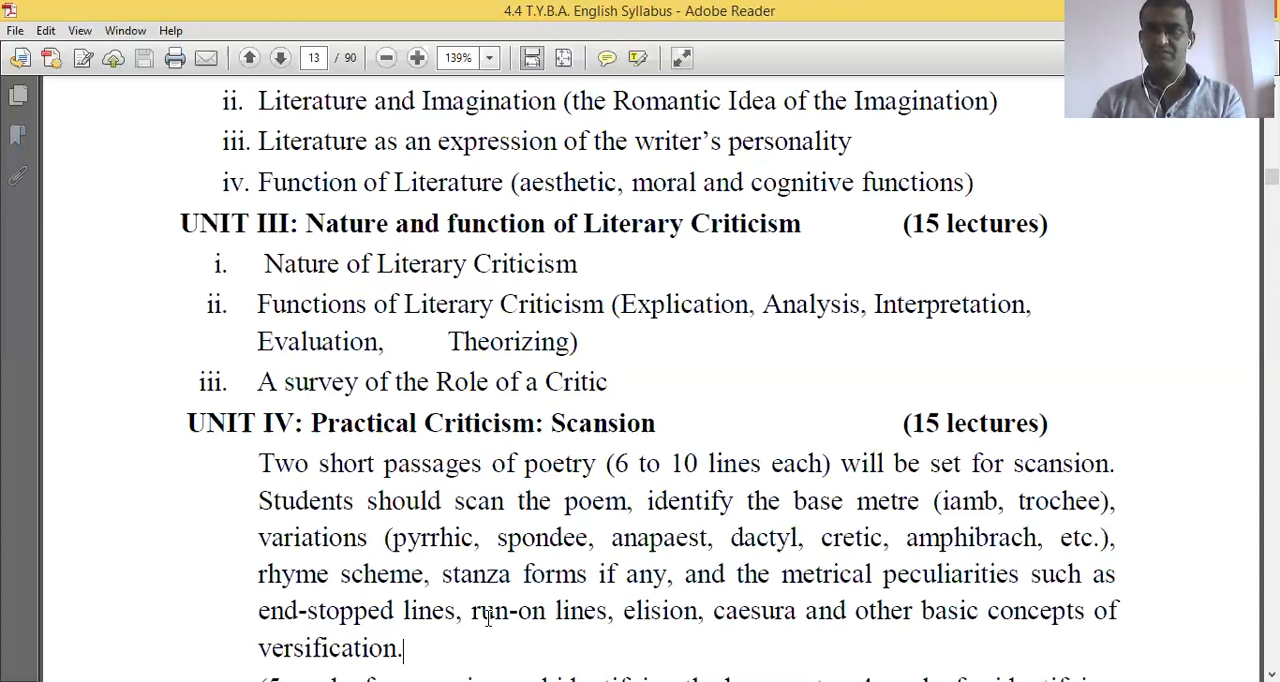 4.4 T.Y.B.A. English Syllabus - Adobe Reader
File Edit View Window Help
13 / 90 139%
ii. Literature and Imagination (the Romantic Idea of the Imagination)
iii. Literature as an expression of the writer’s personality
iv. Function of Literature (aesthetic, moral and cognitive functions)
UNIT III: Nature and function of Literary Criticism (15 lectures)
i. Nature of Literary Criticism
ii. Functions of Literary Criticism (Explication, Analysis, Interpretation,
Evaluation, Theorizing)
iii. A survey of the Role of a Critic
UNIT IV: Practical Criticism: Scansion (15 lectures)
Two short passages of poetry (6 to 10 lines each) will be set for scansion.
Students should scan the poem, identify the base metre (iamb, trochee),
variations (pyrrhic, spondee, anapaest, dactyl, cretic, amphibrach, etc.),
rhyme scheme, stanza forms if any, and the metrical peculiarities such as
end-stopped lines, run-on lines, elision, caesura and other basic concepts of
versification.